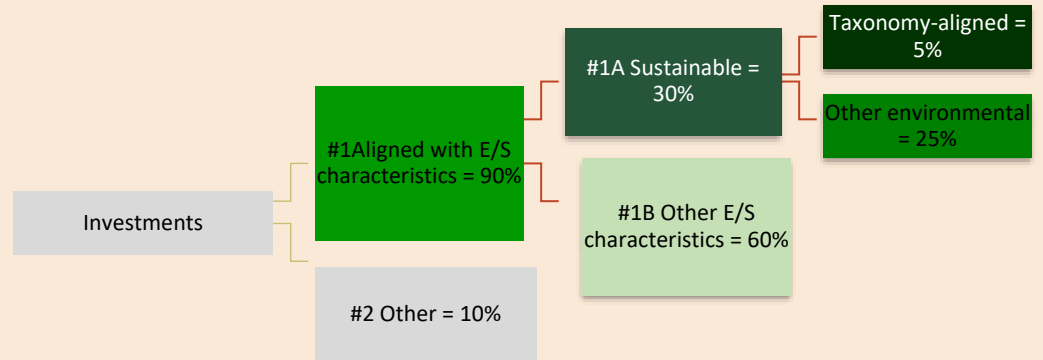 Investments
#1Aligned with E/S
characteristics = 90%
#2 Other = 10%
#1A Sustainable =
30%
#1B Other E/S
characteristics = 60%
Taxonomy-aligned =
5%
Other environmental
= 25%